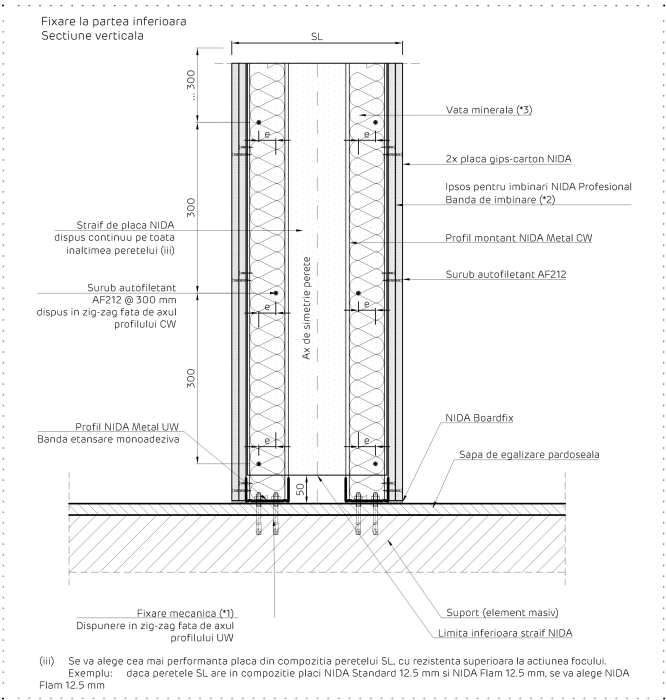 Fixare la partea inferioara
Sectiune verticala
SL
... 300
300
300
e
e
e
e
e
e
50
Ax de simetrie perete
Straif de placa NIDA
dispus continuu pe toata
inaltimea peretelui (iii)
Surub autofiletant
AF212 @ 300 mm
dispus in zig-zag fata de axul
profilului CW
Profil NIDA Metal UW
Banda etansare monoadeziva
Fixare mecanica (*1)
Dispunere in zig-zag fata de axul
profilului UW
Vata minerala (*3)
2x placa gips-carton NIDA
Ipsos pentru imbinari NIDA Profesional
Banda de imbinare (*2)
Profil montant NIDA Metal CW
Surub autofiletant AF212
NIDA Boardfix
Sapa de egalizare pardoseala
Suport (element masiv)
Limita inferioara straif NIDA
(iii) Se va alege cea mai performanta placa din compozitia peretelui SL, cu rezistenta superioara la actiunea focului.
Exemplu: daca peretele SL are in compozitie placi NIDA Standard 12.5 mm si NIDA Flam 12.5 mm, se va alege NIDA
Flam 12.5 mm